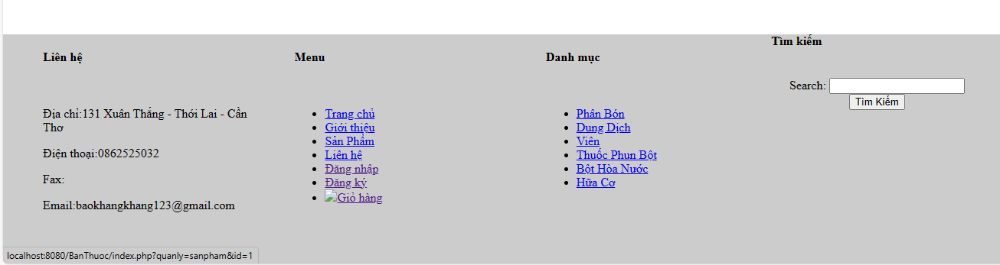 Liên hệ
Địa chỉ:131 Xuân Thắng - Thới Lai - Cần
Thơ
Điện thoại:0862525032
Fax:
Email:baokhangkhang123@gmail.com
Menu
Trang chủ
Giới thiệu
Sản Phẩm
Liên hệ
Đăng nhập
Đăng ký
Giỏ hàng
Danh mục
Phân Bón
Dung Dịch
Viên
Thuốc Phun Bột
Bột Hòa Nước
Hữa Cơ
Tìm kiếm
Search:
Tìm Kiếm
localhost:8080/BanThuoc/index.php?quanly=sanpham&id=1